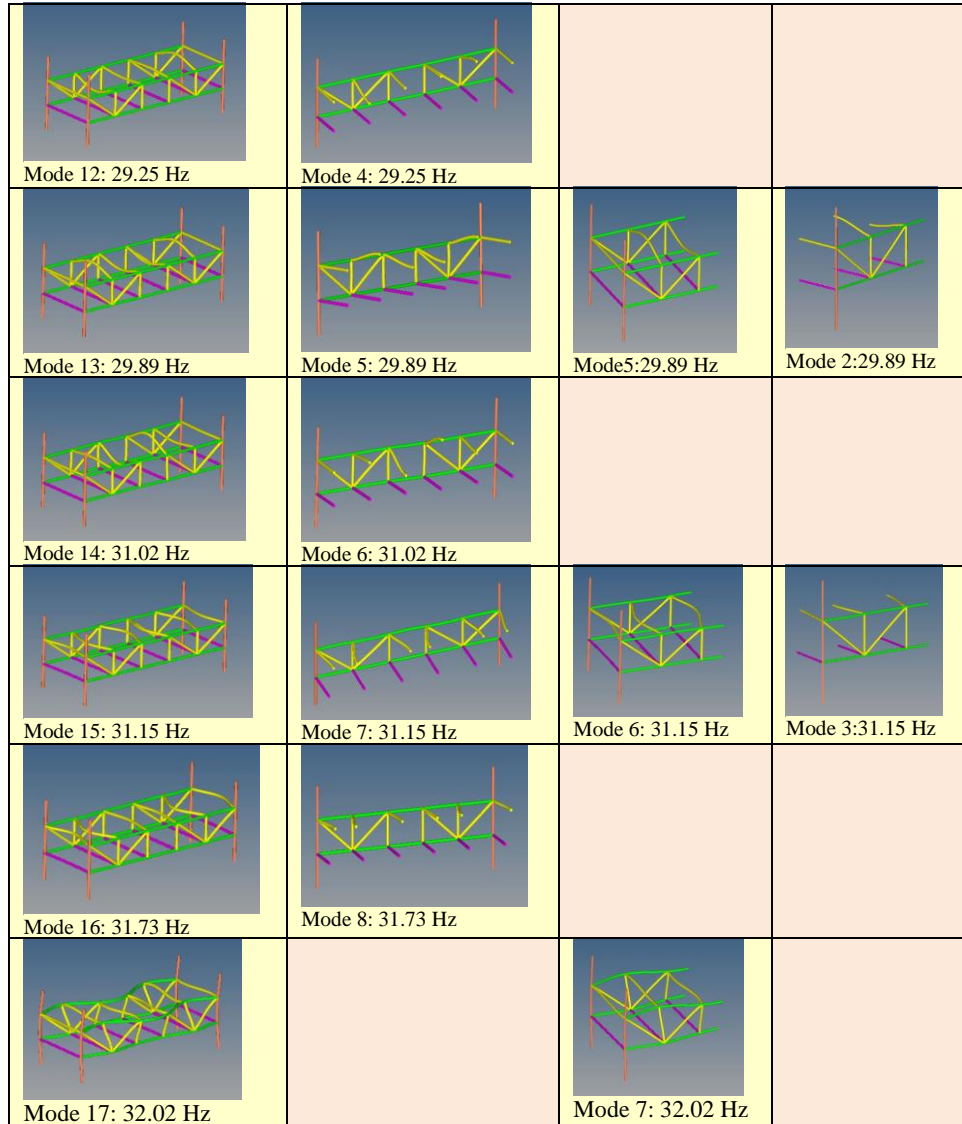 Mode 12: 29.25 Hz
Mode 4: 29.25 Hz
Mode 13: 29.89 Hz
Mode 5: 29.89 Hz
Mode5:29.89 Hz
Mode 2:29.89 Hz
Mode 14: 31.02 Hz
Mode 6: 31.02 Hz
Mode 15: 31.15 Hz
Mode 7: 31.15 Hz
Mode 6: 31.15 Hz
Mode 3:31.15 Hz
Mode 16: 31.73 Hz
Mode 8: 31.73 Hz
Mode 17: 32.02 Hz
Mode 7: 32.02 Hz